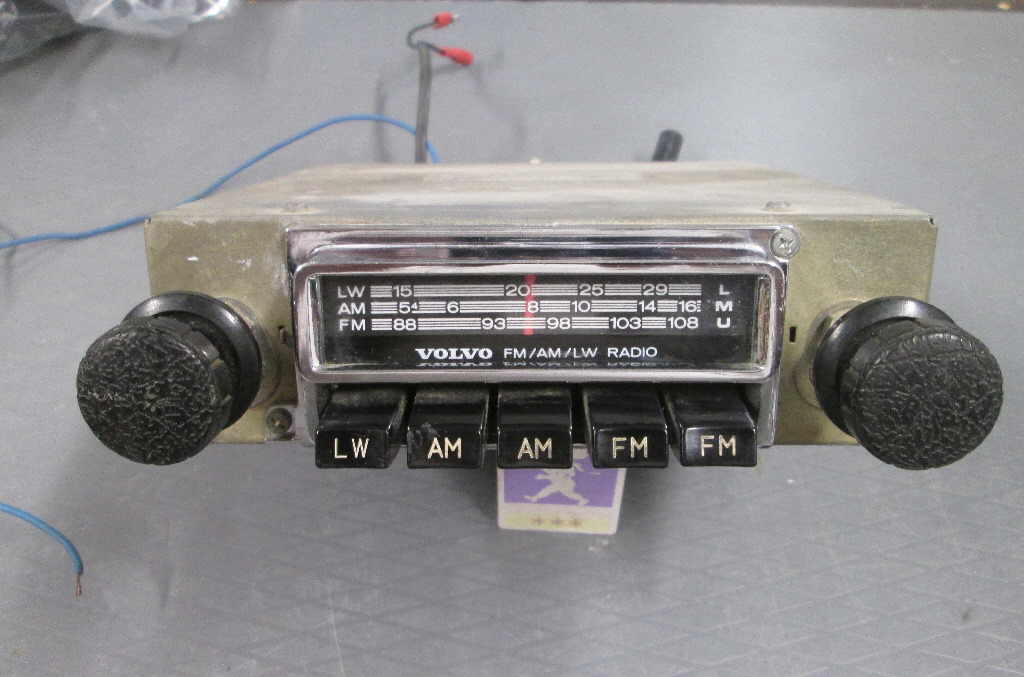 LW 15 20 25 29 L
AM 5⁴ 6 8 10 14 16 M
FM 88 93 98 103 108 U
VOLVO FM/AM/LW RADIO
LW AM AM FM FM